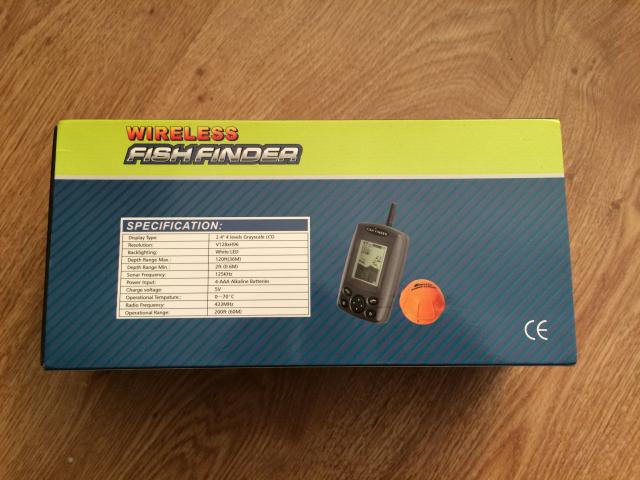 WIRELESS
FISH FINDER
SPECIFICATION:
Display Type: 2.4" 4 levels Grayscale LCD
Resolution: V128xH96
Backlighting: White LED
Depth Range Max.: 120ft(36M)
Depth Range Min.: 2ft (0.6M)
Sonar Frequency: 125KHz
Power Input: 4-AAA Alkaline Batteries
Charge voltage: 5V
Operational Tempature: 0---70°C
Radio Frequency: 433MHz
Operational Range: 200ft (60M)
FISH FINDER
CE